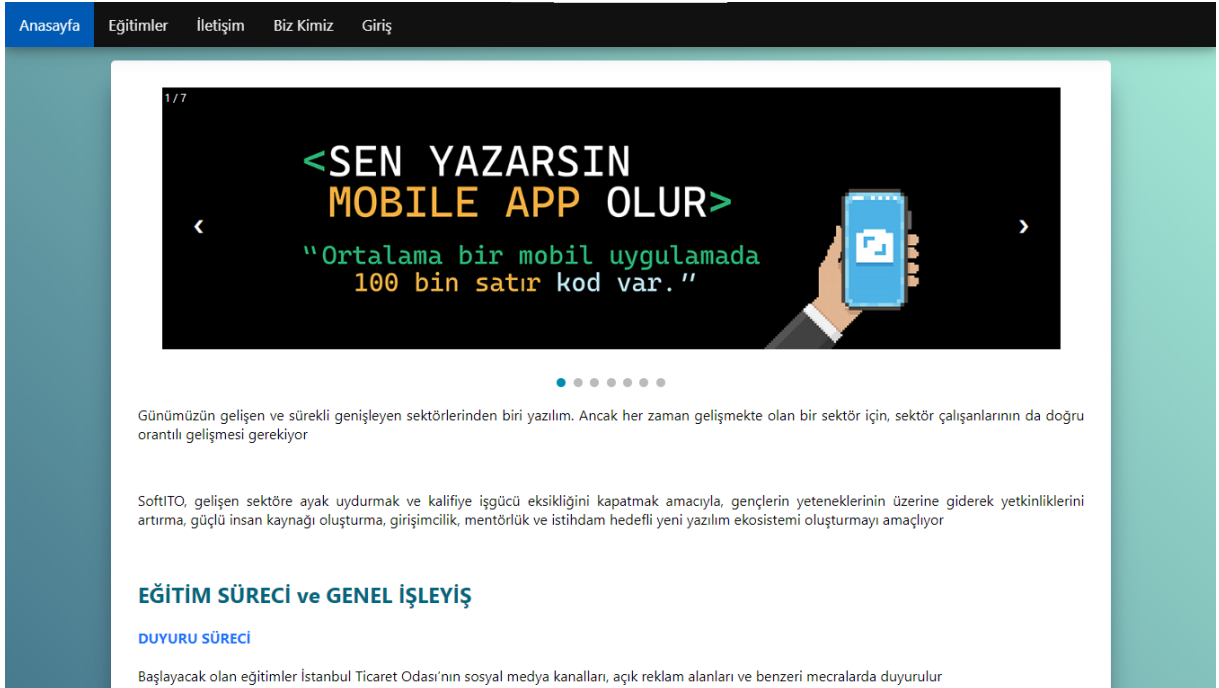 Anasayfa Eğitimler İletişim Biz Kimiz Giriş
1 / 7
<SEN YAZARSIN
MOBILE APP OLUR>
"Ortalama bir mobil uygulamada
100 bin satır kod var."
❮ ❯
Günümüzün gelişen ve sürekli genişleyen sektörlerinden biri yazılım. Ancak her zaman gelişmekte olan bir sektör için, sektör çalışanlarının da doğru
orantılı gelişmesi gerekiyor
SoftITO, gelişen sektöre ayak uydurmak ve kalifiye işgücü eksikliğini kapatmak amacıyla, gençlerin yeteneklerinin üzerine giderek yetkinliklerini
artırma, güçlü insan kaynağı oluşturma, girişimcilik, mentörlük ve istihdam hedefli yeni yazılım ekosistemi oluşturmayı amaçlıyor
EĞİTİM SÜRECİ ve GENEL İŞLEYİŞ
DUYURU SÜRECİ
Başlayacak olan eğitimler İstanbul Ticaret Odası'nın sosyal medya kanalları, açık reklam alanları ve benzeri mecralarda duyurulur